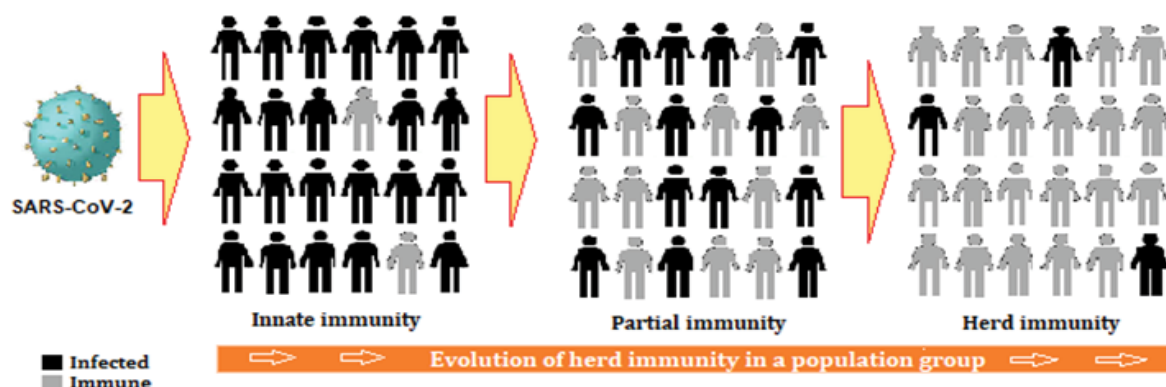 SARS-CoV-2
Innate immunity
Partial immunity
Herd immunity
Infected
Immune
Evolution of herd immunity in a population group